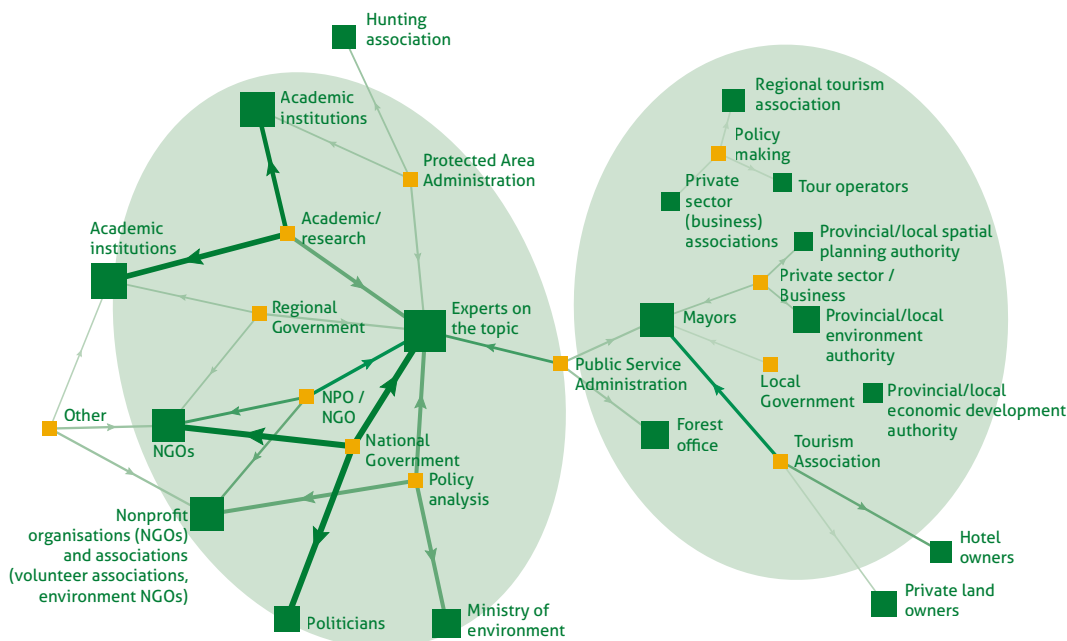 Hunting
association
Academic
institutions
Protected Area
Administration
Academic/
research
Academic
institutions
Regional
Government
Experts on
the topic
NPO /
NGO
Other
NGOs
National
Government
Policy
analysis
Nonprofit
organisations (NGOs)
and associations
(volunteer associations,
environment NGOs)
Politicians
Ministry of
environment
Regional tourism
association
Policy
making
Tour operators
Private
sector
(business)
associations
Provincial/local spatial
planning authority
Private sector /
Business
Mayors
Provincial/local
environment
authority
Public Service
Administration
Local
Government
Provincial/local
economic development
authority
Forest
office
Tourism
Association
Hotel
owners
Private land
owners